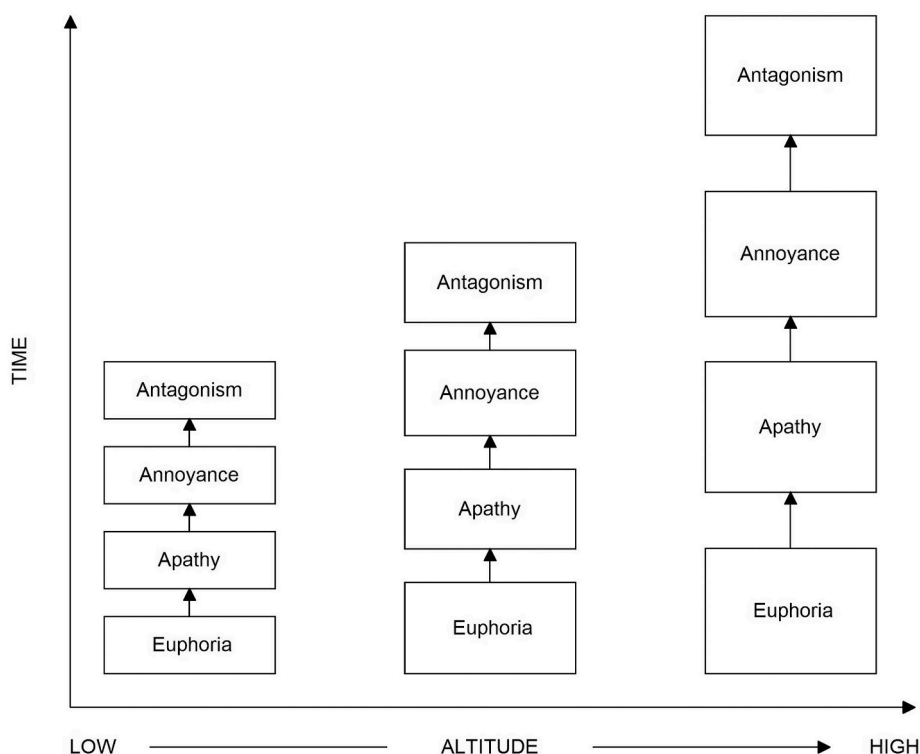 TIME
Antagonism
Annoyance
Apathy
Euphoria
Antagonism
Annoyance
Apathy
Euphoria
Antagonism
Annoyance
Apathy
Euphoria
LOW ALTITUDE HIGH